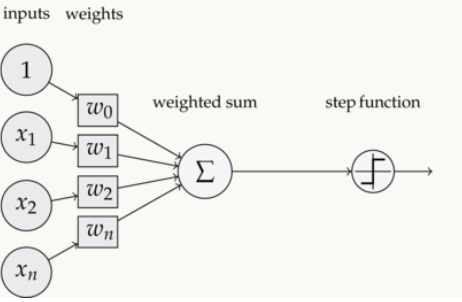 inputs weights
1
w₀
weighted sum
step function
x₁
w₁
Σ
x₂
w₂
wₙ
xₙ